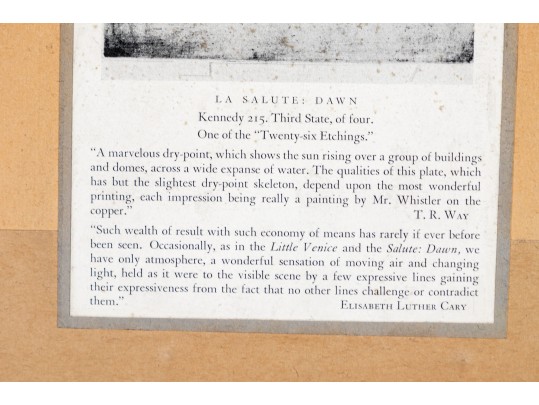 LA SALUTE: DAWN
Kennedy 215. Third State, of four.
One of the “Twenty-six Etchings.”
“A marvelous dry-point, which shows the sun rising over a group of buildings
and domes, across a wide expanse of water. The qualities of this plate, which
has but the slightest dry-point skeleton, depend upon the most wonderful
printing, each impression being really a painting by Mr. Whistler on the
copper.” T. R. WAY
“Such wealth of result with such economy of means has rarely if ever before
been seen. Occasionally, as in the Little Venice and the Salute: Dawn, we
have only atmosphere, a wonderful sensation of moving air and changing
light, held as it were to the visible scene by a few expressive lines gaining
their expressiveness from the fact that no other lines challenge or contradict
them.” ELISABETH LUTHER CARY